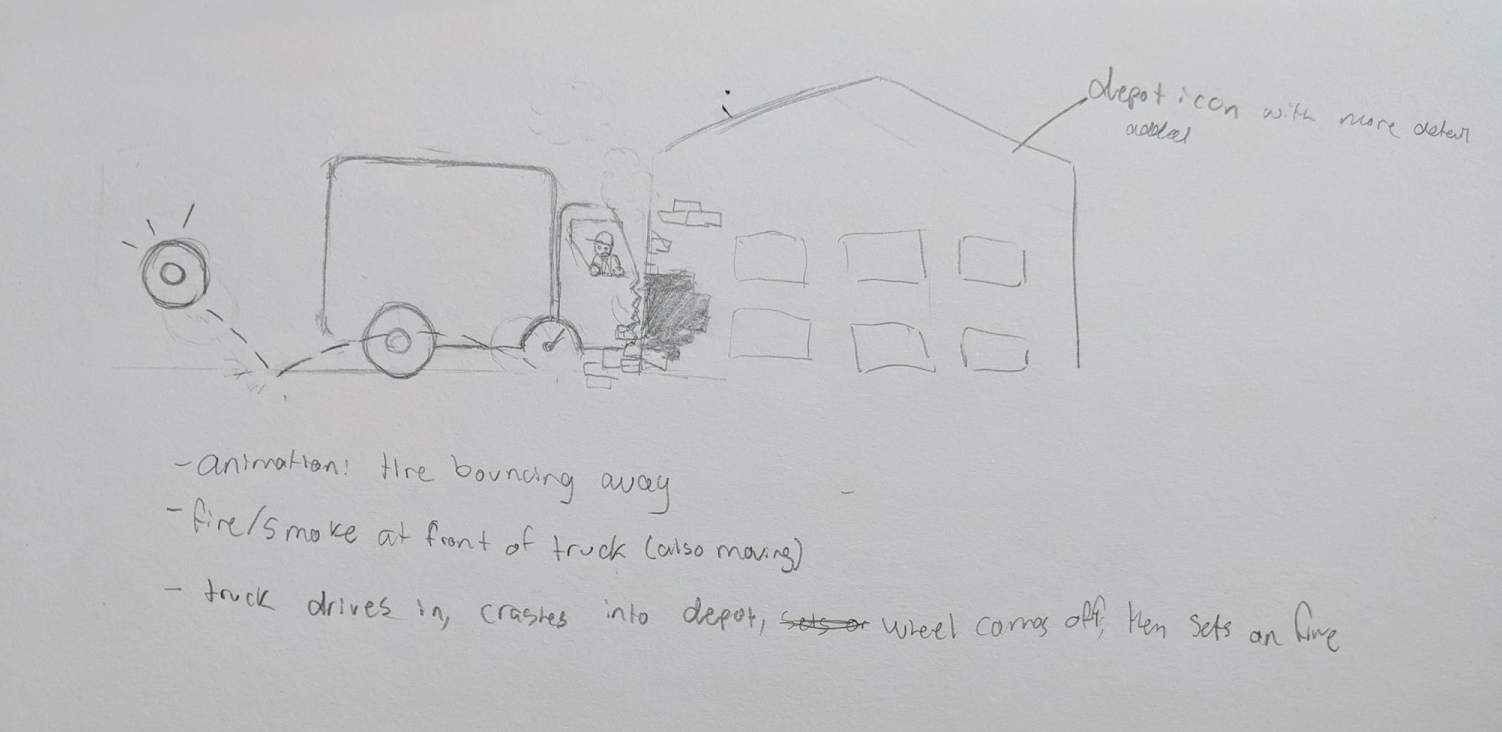 depot icon with more detail
added
- animation: tire bouncing away
- fire/smoke at front of truck (also moving)
- truck drives in, crashes into depot, sets on wheel comes off, then sets on fire